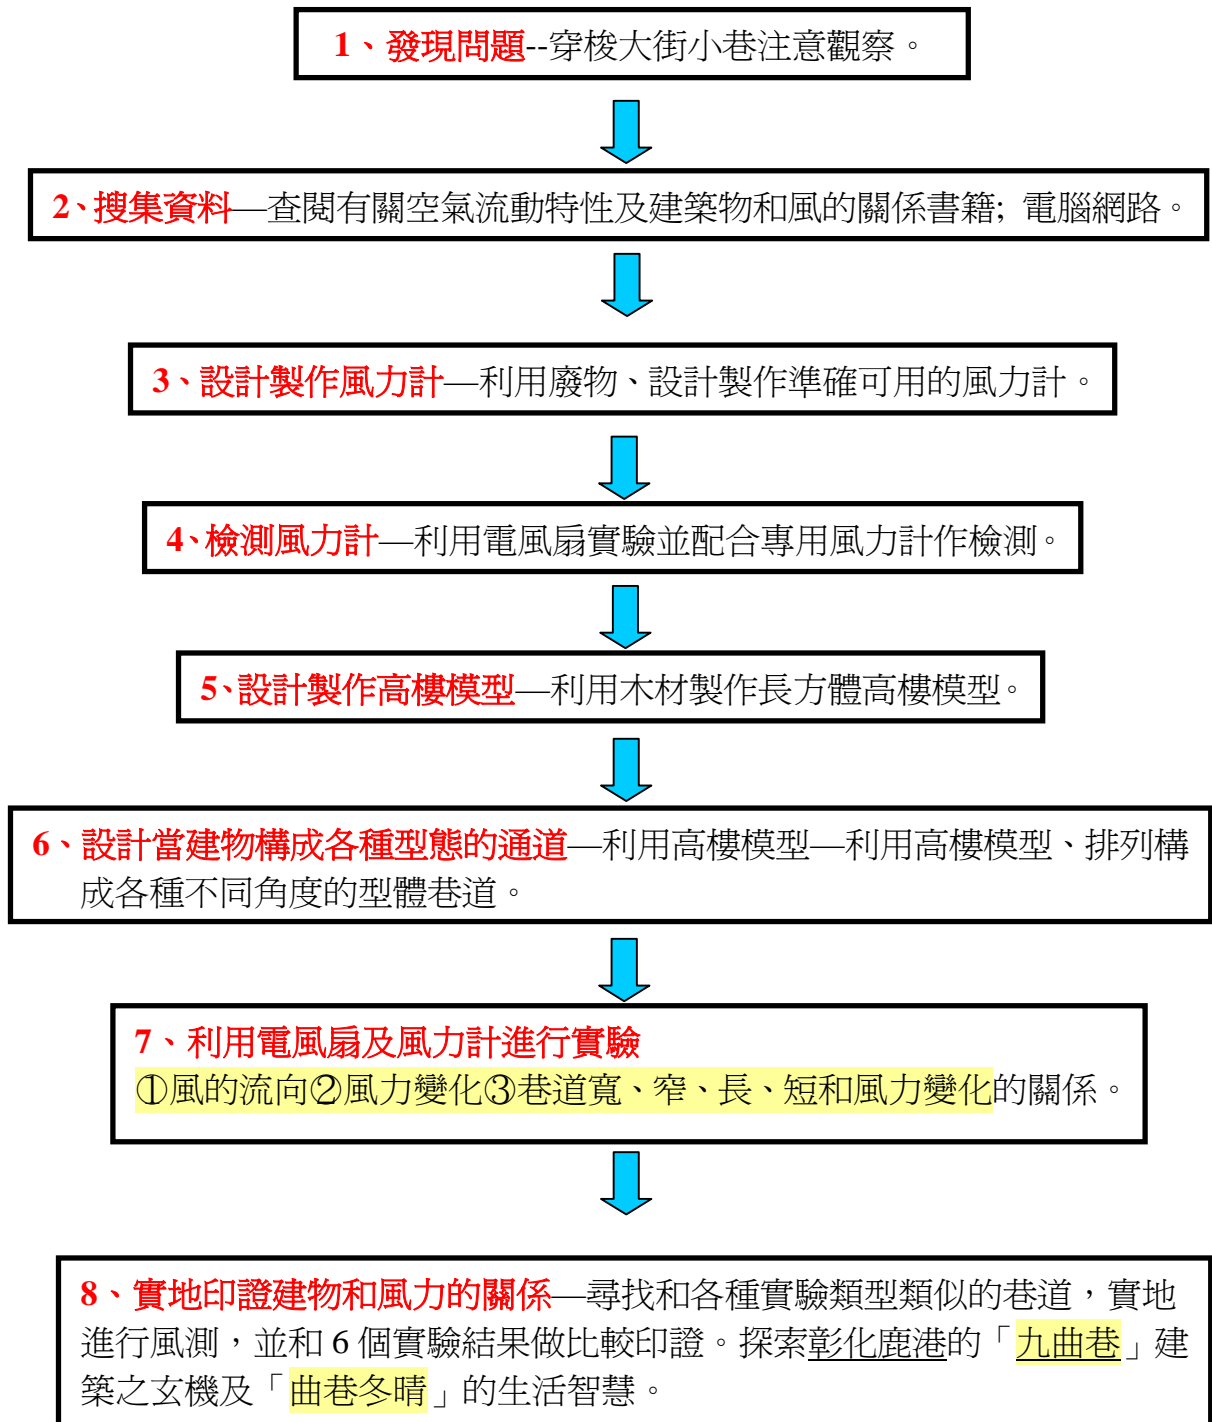 1、發現問題--穿梭大街小巷注意觀察。
2、搜集資料—查閱有關空氣流動特性及建築物和風的關係書籍; 電腦網路。
3、設計製作風力計—利用廢物、設計製作準確可用的風力計。
4、檢測風力計—利用電風扇實驗並配合專用風力計作檢測。
5、設計製作高樓模型—利用木材製作長方體高樓模型。
6、設計當建物構成各種型態的通道—利用高樓模型—利用高樓模型、排列構
成各種不同角度的型體巷道。
7、利用電風扇及風力計進行實驗
①風的流向②風力變化③巷道寬、窄、長、短和風力變化的關係。
8、實地印證建物和風力的關係—尋找和各種實驗類型類似的巷道，實地
進行風測，並和 6 個實驗結果做比較印證。探索彰化鹿港的「九曲巷」建
築之玄機及「曲巷冬晴」的生活智慧。